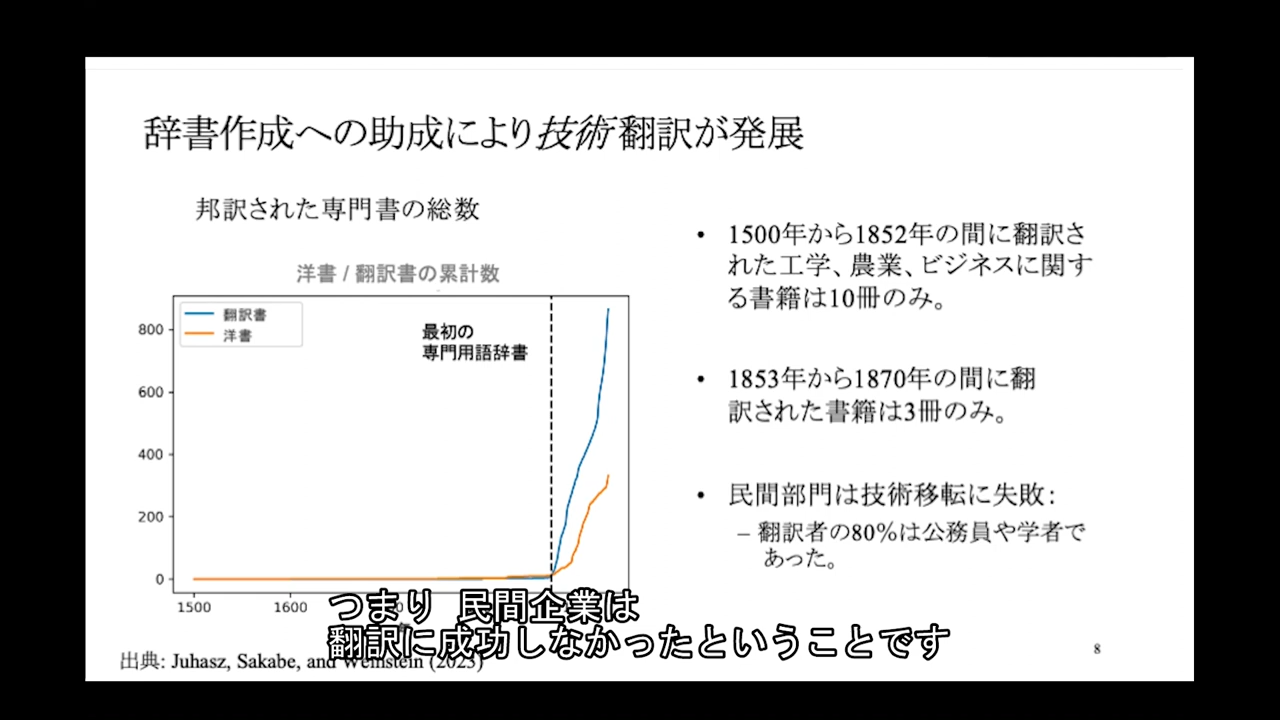 辞書作成への助成により技術翻訳が発展
邦訳された専門書の総数
洋書 / 翻訳書の累計数
翻訳書
洋書
最初の
専門用語辞書
800
600
400
200
0
1500
1600
• 1500年から1852年の間に翻訳さ
れた工学、農業、ビジネスに関す
る書籍は10冊のみ。
• 1853年から1870年の間に翻
訳された書籍は3冊のみ。
• 民間部門は技術移転に失敗:
– 翻訳者の80%は公務員や学者で
あった。
つまり 民間企業は
翻訳に成功しなかったということです
出典: Juhasz, Sakabe, and Weinstein (2023)
8